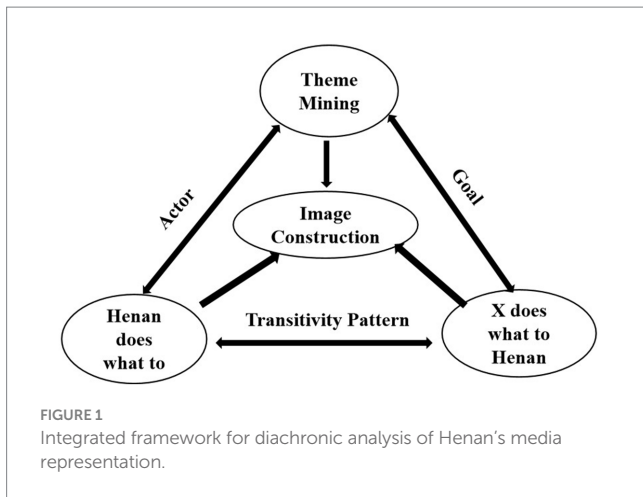 Theme
Mining
Actor
Goal
Image
Construction
Henan
does
what to
Transitivity Pattern
X does
what to
Henan
FIGURE 1
Integrated framework for diachronic analysis of Henan's media
representation.